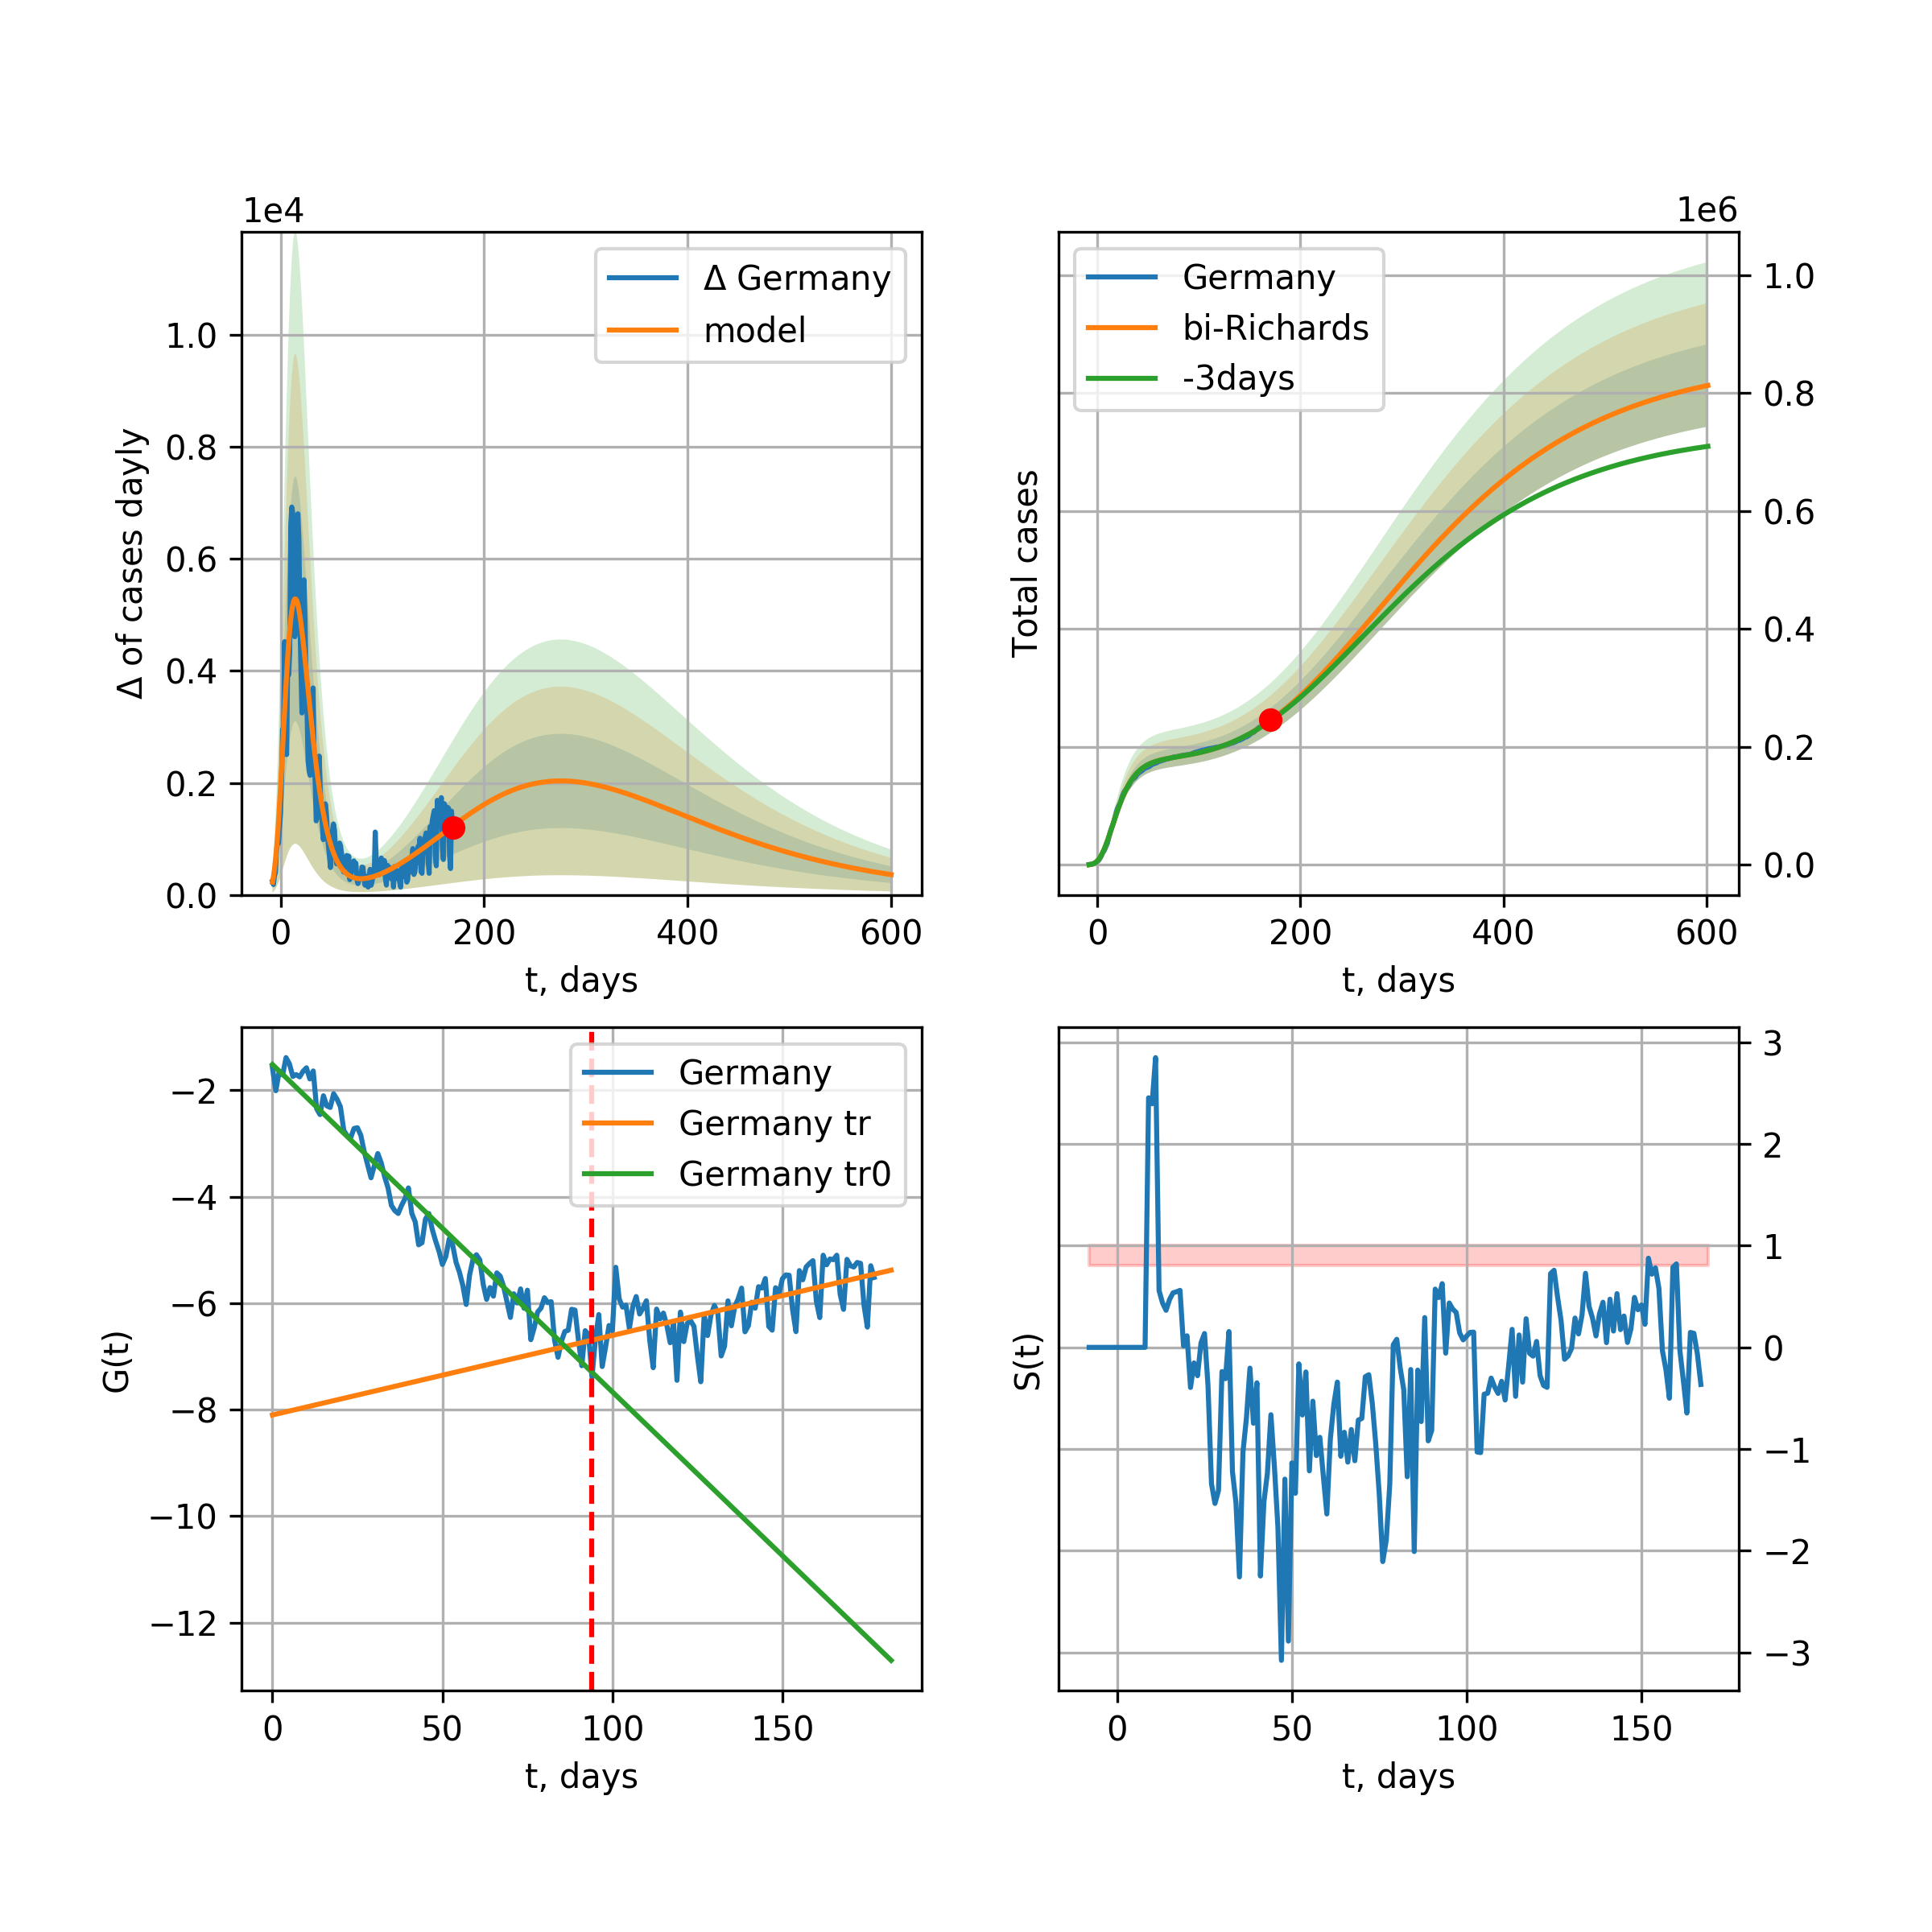 1e4
Δ Germany
model
1.0
0.8
0.6
0.4
0.2
0.0
Δ of cases dayly
0 200 400 600
t, days
1e6
Germany
bi-Richards
-3days
1.0
0.8
0.6
0.4
0.2
0.0
Total cases
0 200 400 600
t, days
Germany
Germany tr
Germany tr0
−2
−4
−6
−8
−10
−12
G(t)
0 50 100 150
t, days
3
2
1
0
−1
−2
−3
S(t)
0 50 100 150
t, days